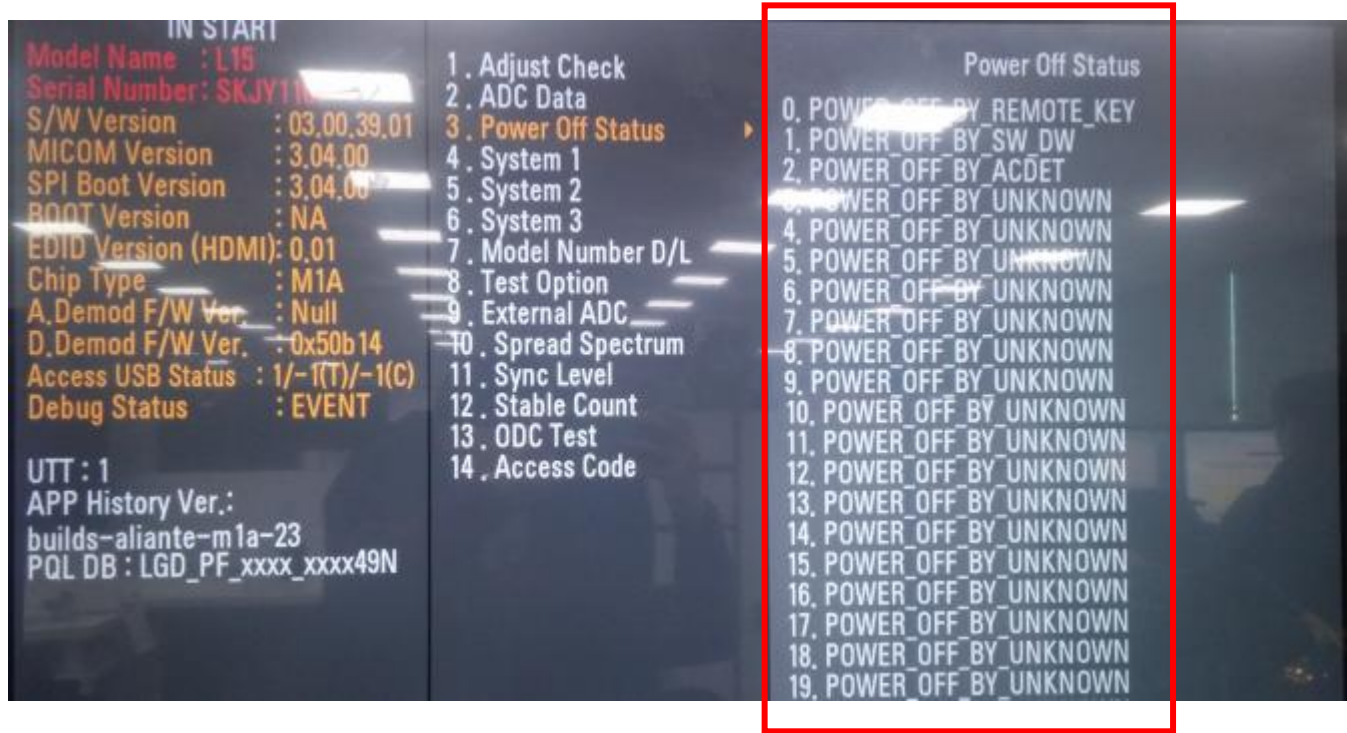 IN START
Model Name : L15
Serial Number: SKJY11
S/W Version : 03.00.39.01
MICOM Version : 3.04.00
SPI Boot Version : 3.04.00
BOOT Version : NA
EDID Version (HDMI): 0.01
Chip Type : M1A
A.Demod F/W Ver. : Null
D.Demod F/W Ver. : 0x50b14
Access USB Status : 1/-1(T)/-1(C)
Debug Status : EVENT
UTT : 1
APP History Ver.:
builds-aliante-m1a-23
PQL DB : LGD_PF_xxxx_xxxx49N
1. Adjust Check
2. ADC Data
3. Power Off Status
4. System 1
5. System 2
6. System 3
7. Model Number D/L
8. Test Option
9. External ADC
10. Spread Spectrum
11. Sync Level
12. Stable Count
13. ODC Test
14. Access Code
Power Off Status
0. POWER_OFF_BY_REMOTE_KEY
1. POWER_OFF_BY_SW_DW
2. POWER_OFF_BY_ACDET
3. POWER_OFF_BY_UNKNOWN
4. POWER_OFF_BY_UNKNOWN
5. POWER_OFF_BY_UNKNOWN
6. POWER_OFF_BY_UNKNOWN
7. POWER_OFF_BY_UNKNOWN
8. POWER_OFF_BY_UNKNOWN
9. POWER_OFF_BY_UNKNOWN
10. POWER_OFF_BY_UNKNOWN
11. POWER_OFF_BY_UNKNOWN
12. POWER_OFF_BY_UNKNOWN
13. POWER_OFF_BY_UNKNOWN
14. POWER_OFF_BY_UNKNOWN
15. POWER_OFF_BY_UNKNOWN
16. POWER_OFF_BY_UNKNOWN
17. POWER_OFF_BY_UNKNOWN
18. POWER_OFF_BY_UNKNOWN
19. POWER_OFF_BY_UNKNOWN